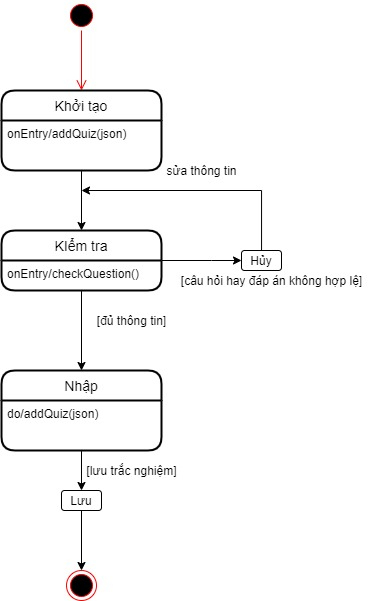 Khởi tạo
onEntry/addQuiz(json)
sửa thông tin
KIểm tra
onEntry/checkQuestion()
Hủy
[câu hỏi hay đáp án không hợp lệ]
[đủ thông tin]
Nhập
do/addQuiz(json)
[lưu trắc nghiệm]
Lưu